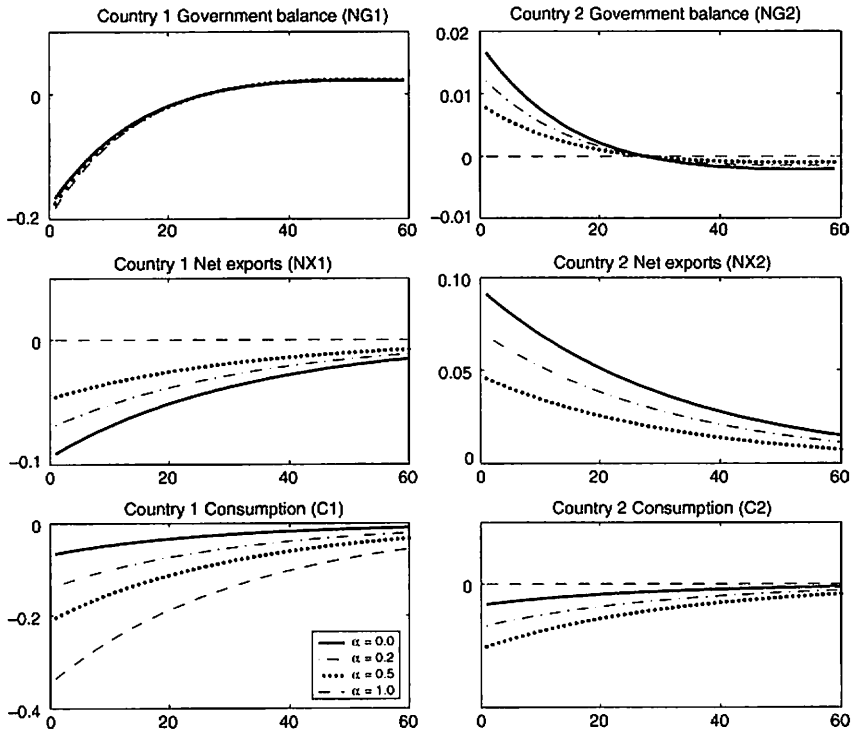 Country 1 Government balance (NG1)
0
−0.2
0 20 40 60
Country 2 Government balance (NG2)
0.02
0.01
0
−0.01
0 20 40 60
Country 1 Net exports (NX1)
0
−0.1
0 20 40 60
Country 2 Net exports (NX2)
0.10
0.05
0
0 20 40 60
Country 1 Consumption (C1)
0
−0.2
−0.4
0 20 40 60
α = 0.0
α = 0.2
α = 0.5
α = 1.0
Country 2 Consumption (C2)
0
0 20 40 60